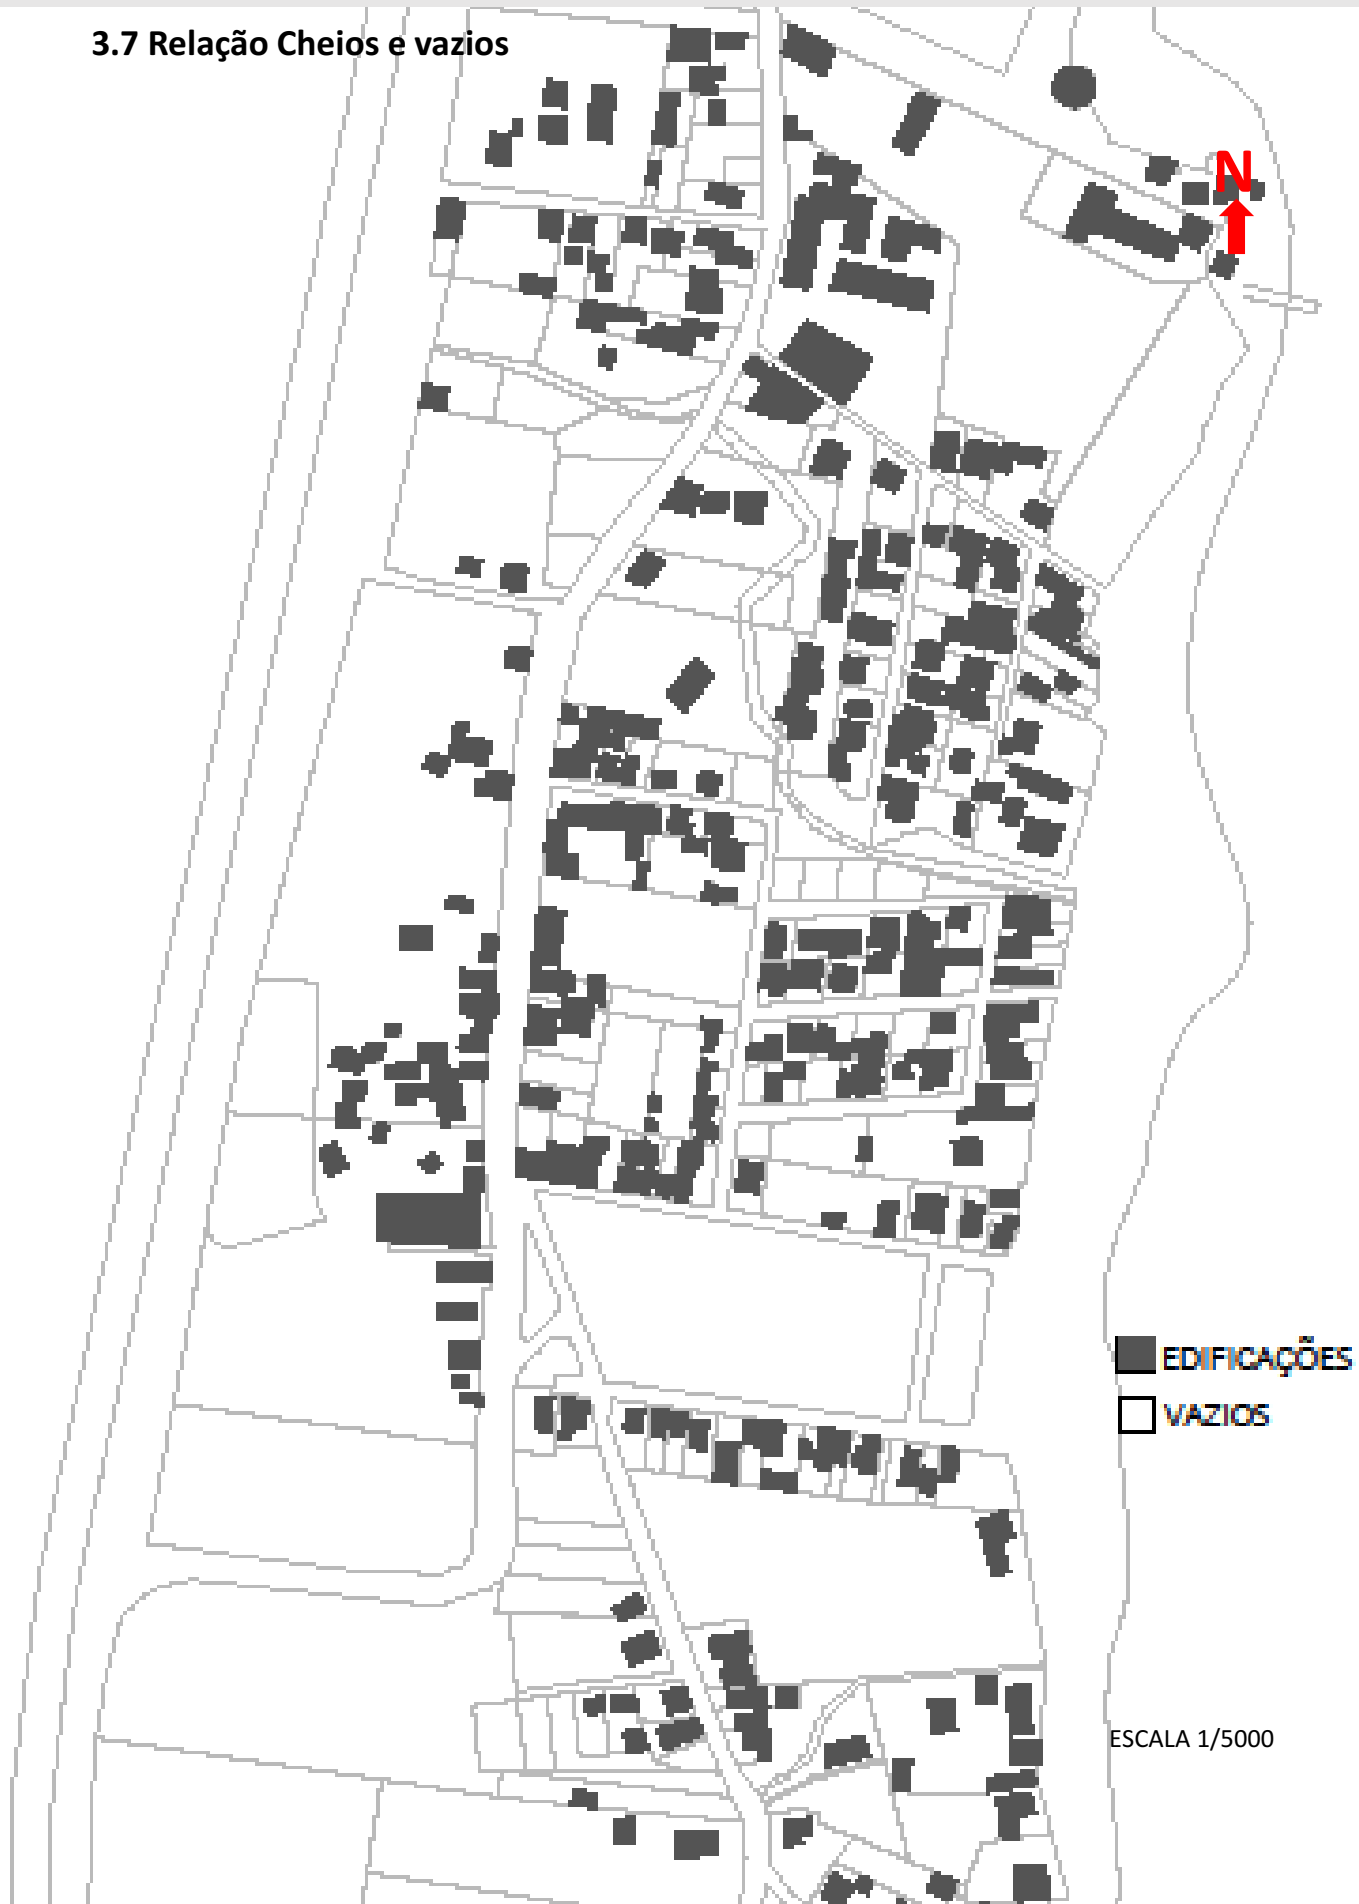 3.7 Relação Cheios e vazios
N
EDIFICAÇÕES
VAZIOS
ESCALA 1/5000